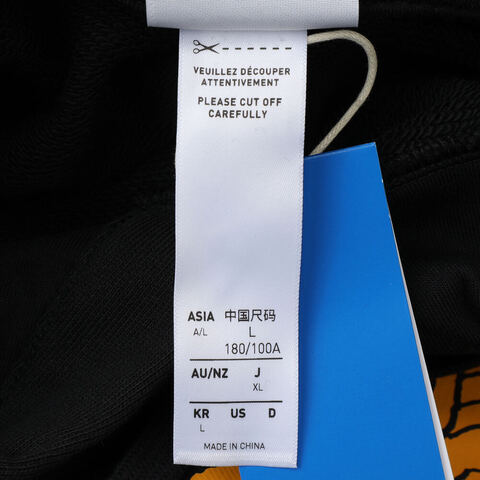 VEUILLEZ DÉCOUPER
ATTENTIVEMENT
PLEASE CUT OFF
CAREFULLY
ASIA 中国尺码
A/L L
180/100A
AU/NZ J
XL
KR US D
L
MADE IN CHINA